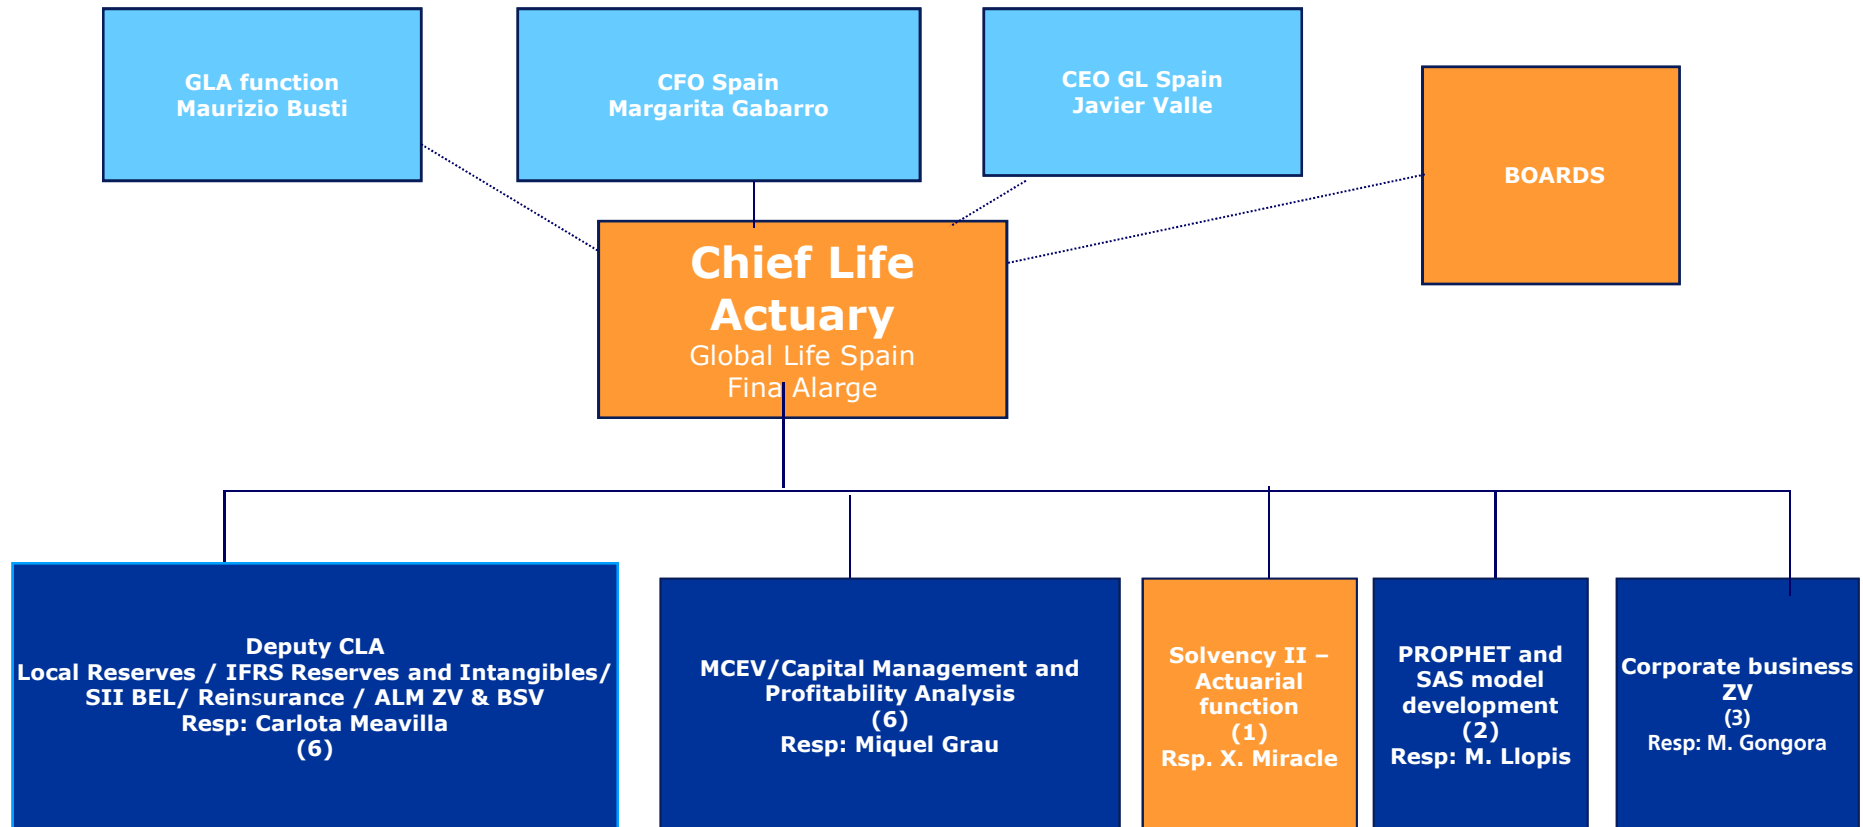 GLA function
Maurizio Busti
CFO Spain
Margarita Gabarro
CEO GL Spain
Javier Valle
BOARDS
Chief Life
Actuary
Global Life Spain
Fina Alarge
Deputy CLA
Local Reserves / IFRS Reserves and Intangibles/
SII BEL/ Reinsurance / ALM ZV & BSV
Resp: Carlota Meavilla
(6)
MCEV/Capital Management and
Profitability Analysis
(6)
Resp: Miquel Grau
Solvency II –
Actuarial
function
(1)
Rsp. X. Miracle
PROPHET and
SAS model
development
(2)
Resp: M. Llopis
Corporate business
ZV
(3)
Resp: M. Gongora